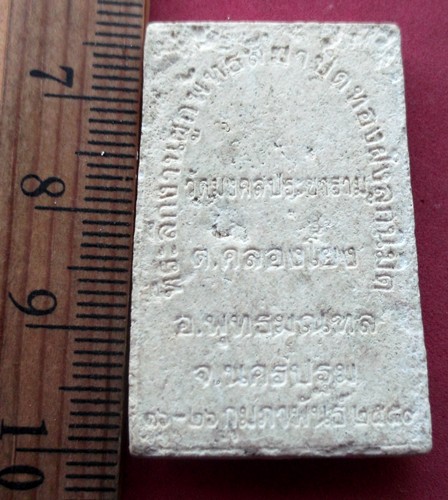 ที่ระลึกงานผูกพัทธสีมาปิดทองฝังลูกนิมิต
วัดมงคลประชาราม
ต.คลองโยง
อ.พุทธมณฑล
จ.นครปฐม
๑๖-๒๖ กุมภาพันธ์ ๒๕๔๐
7
8
9
10